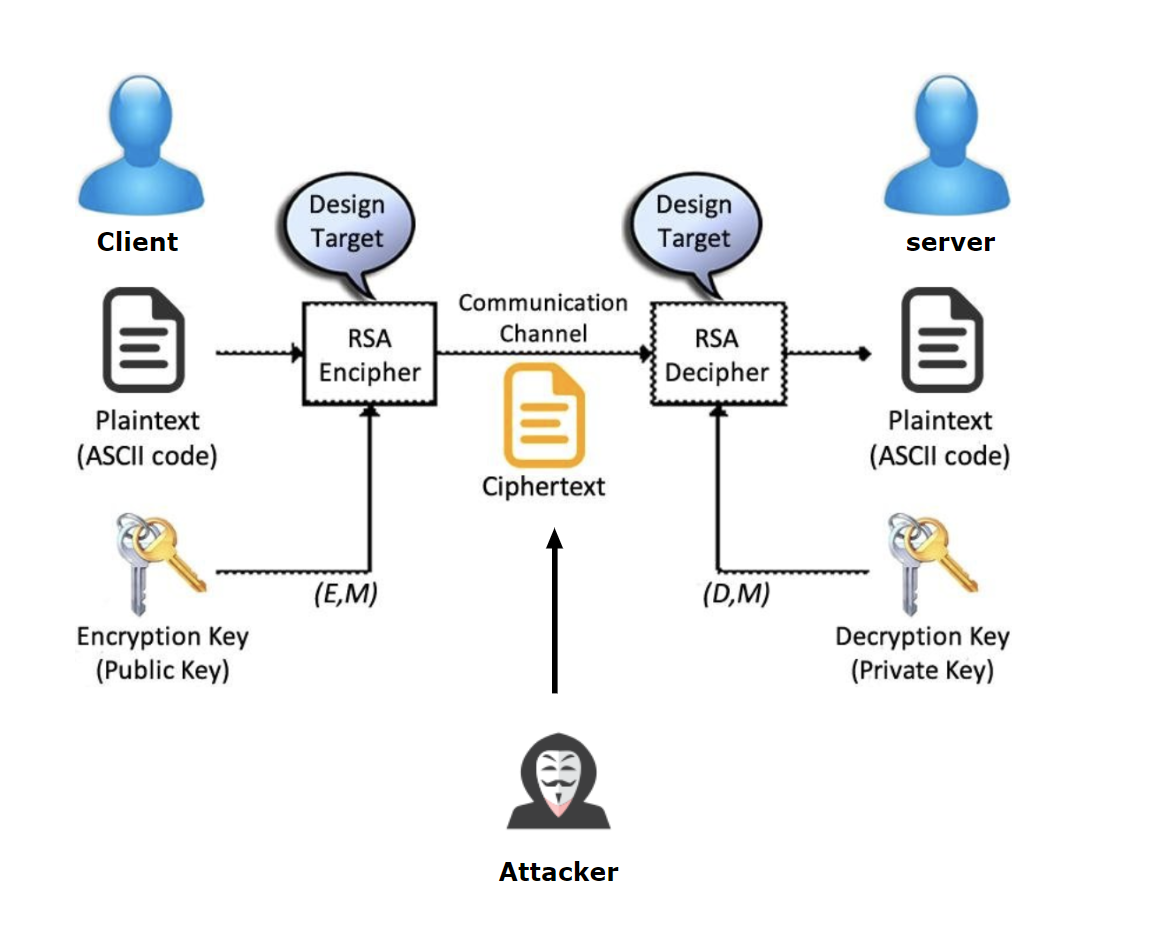 Client
server
Design
Target
Design
Target
Communication
Channel
RSA
Encipher
RSA
Decipher
Plaintext
(ASCII code)
Ciphertext
Plaintext
(ASCII code)
(E,M)
(D,M)
Encryption Key
(Public Key)
Decryption Key
(Private Key)
Attacker